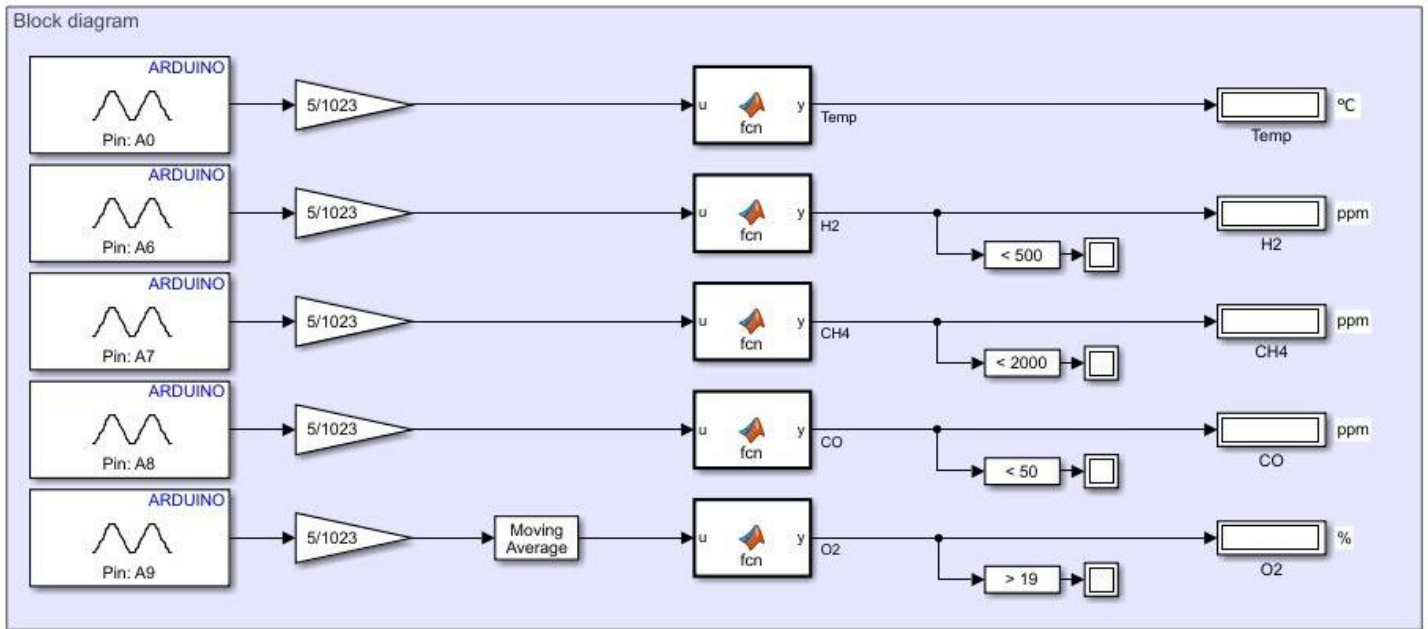 Block diagram
ARDUINO
Pin: A0
5/1023
u
fcn
y
Temp
Temp
℃
ARDUINO
Pin: A6
5/1023
u
fcn
y
H2
< 500
H2
ppm
ARDUINO
Pin: A7
5/1023
u
fcn
y
CH4
< 2000
CH4
ppm
ARDUINO
Pin: A8
5/1023
u
fcn
y
CO
< 50
CO
ppm
ARDUINO
Pin: A9
5/1023
Moving
Average
u
fcn
y
O2
> 19
O2
%